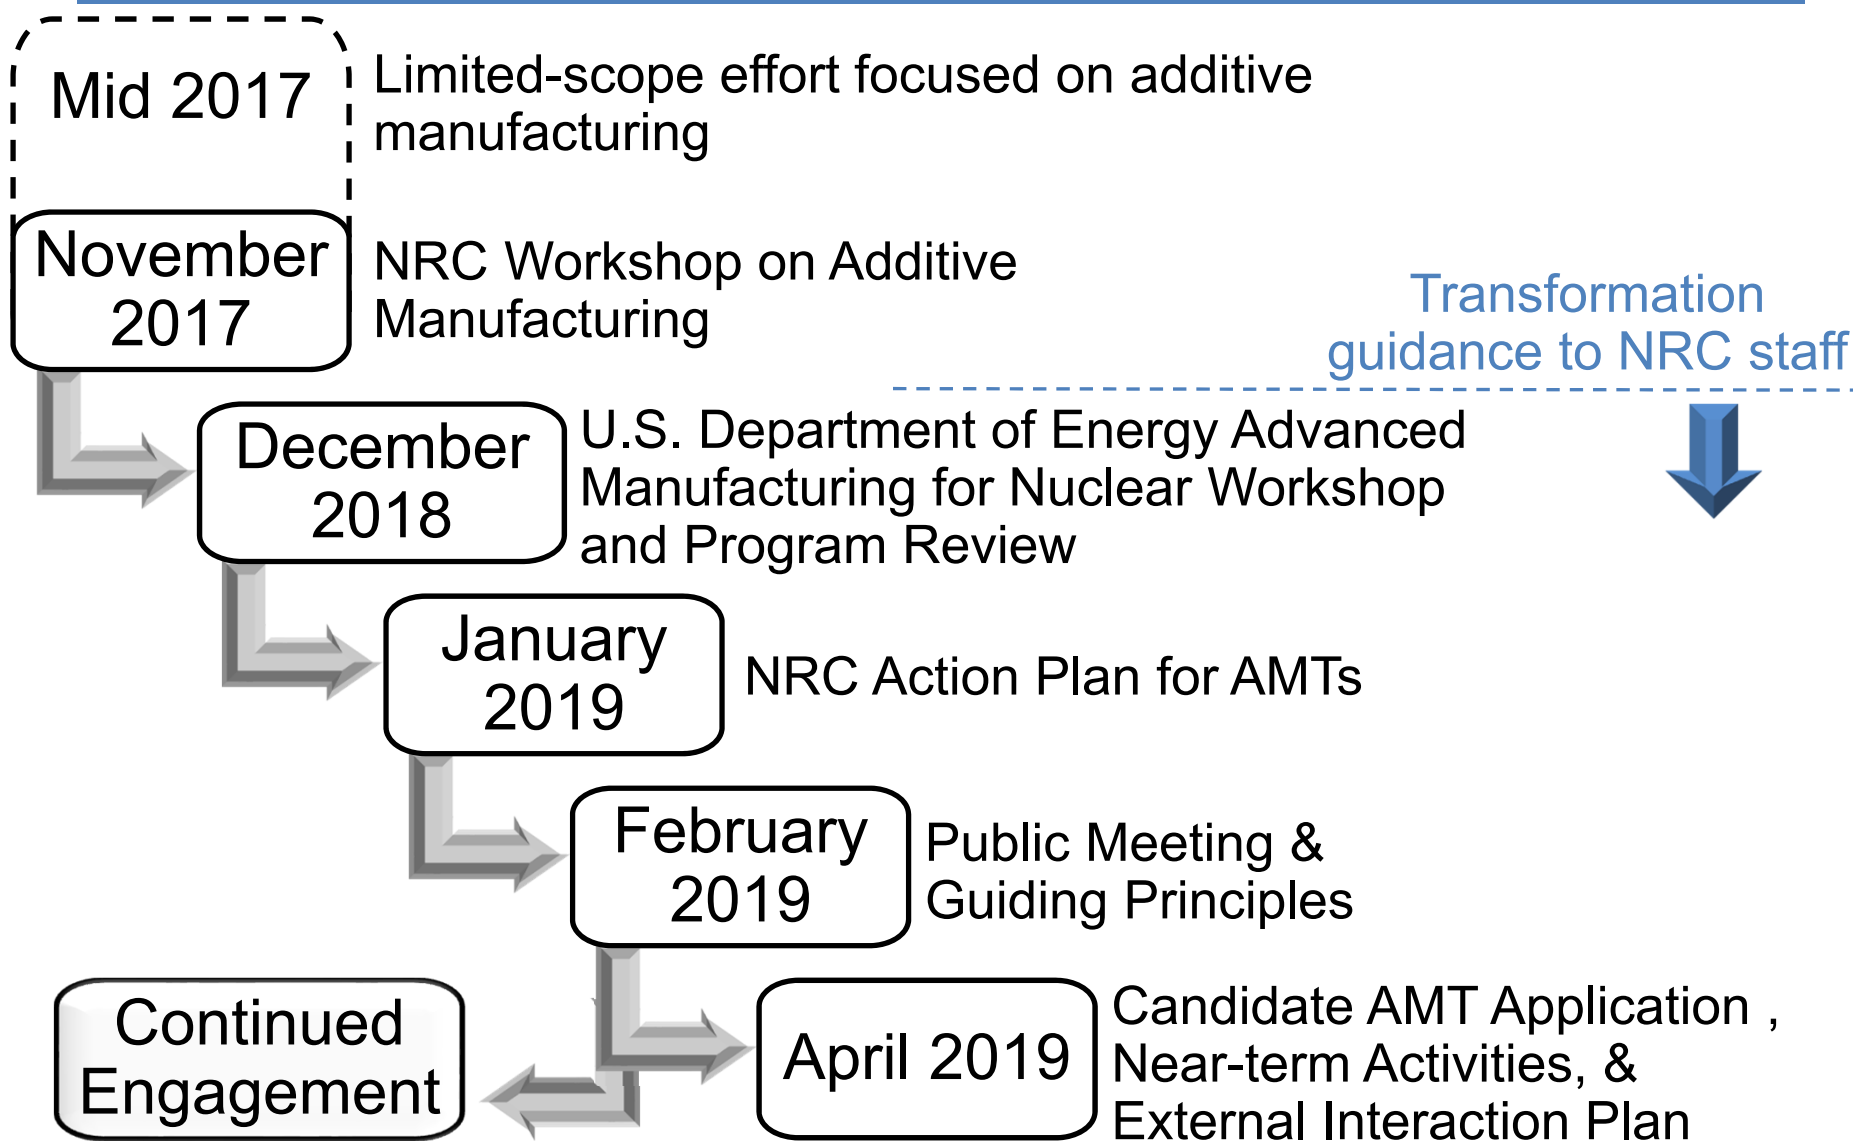 Mid 2017
Limited-scope effort focused on additive
manufacturing
November
2017
NRC Workshop on Additive
Manufacturing
Transformation
guidance to NRC staff
December
2018
U.S. Department of Energy Advanced
Manufacturing for Nuclear Workshop
and Program Review
January
2019
NRC Action Plan for AMTs
February
2019
Public Meeting &
Guiding Principles
Continued
Engagement
April 2019
Candidate AMT Application ,
Near-term Activities, &
External Interaction Plan